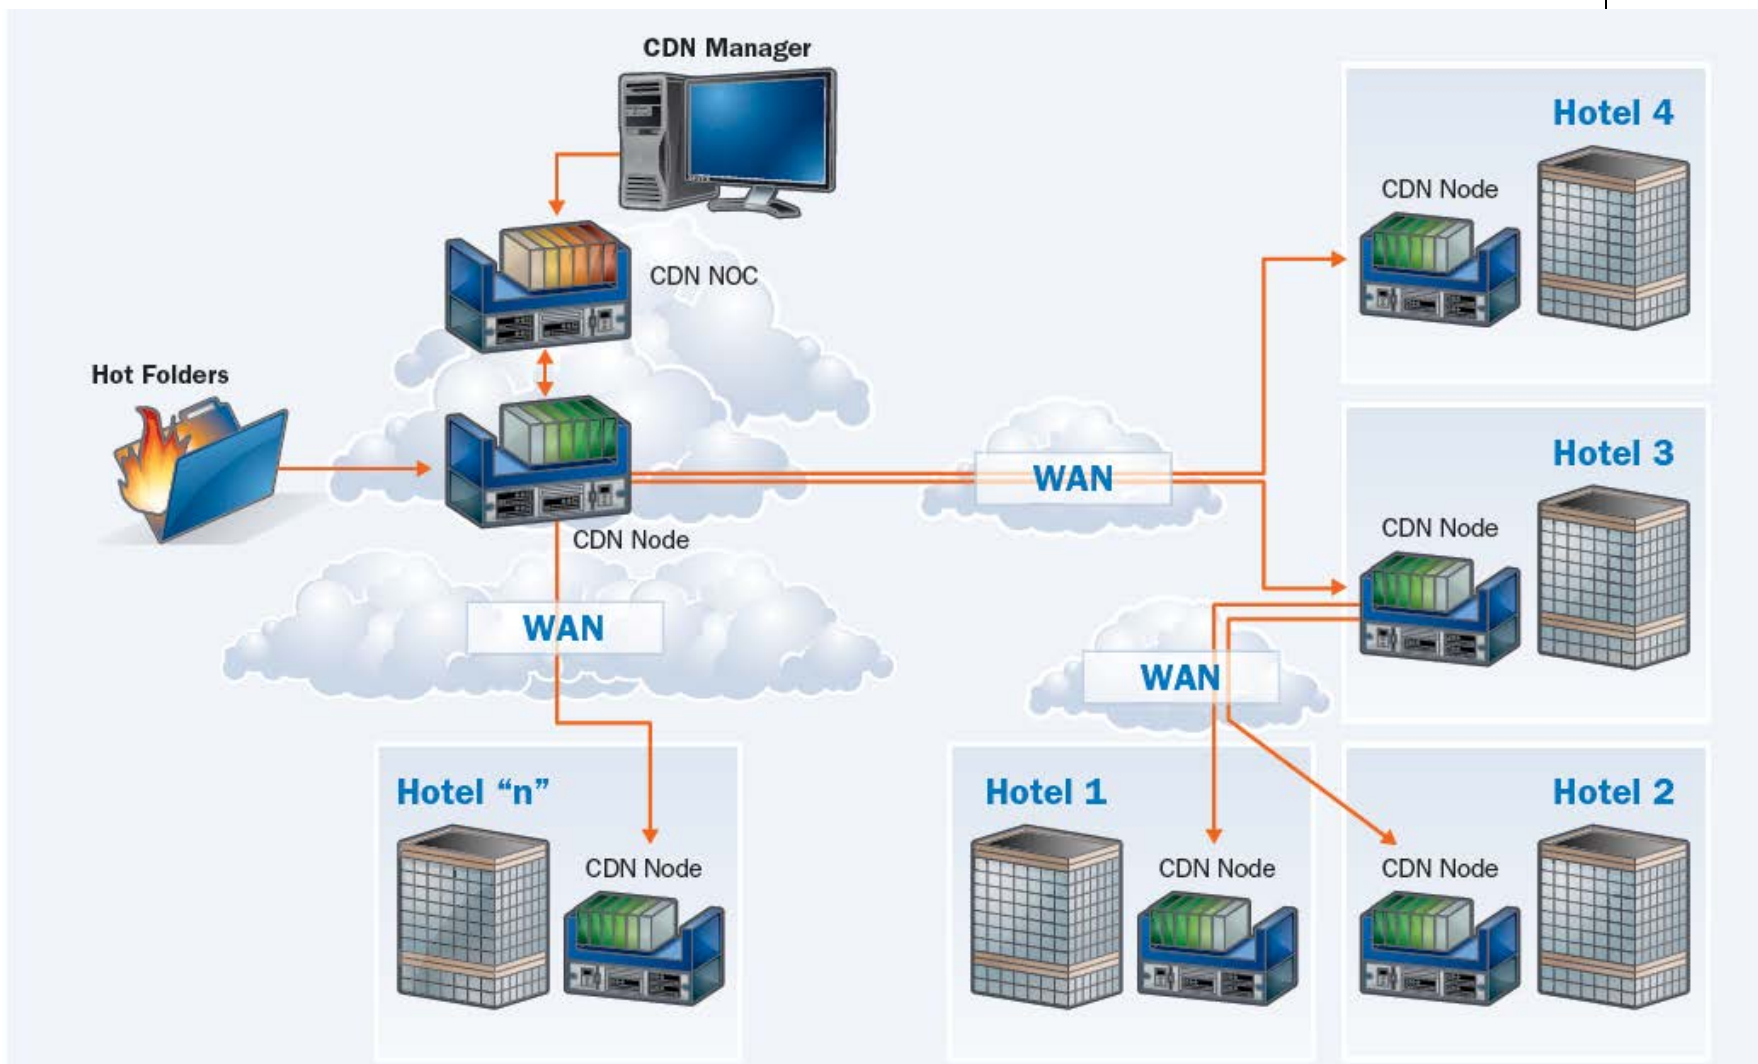 CDN Manager
Hotel 4
CDN Node
CDN NOC
Hot Folders
Hotel 3
WAN
CDN Node
CDN Node
WAN
WAN
Hotel “n”
Hotel 1
Hotel 2
CDN Node
CDN Node
CDN Node